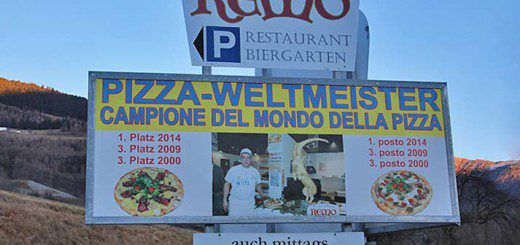 REMO
P RESTAURANT
BIERGARTEN
PIZZA-WELTMEISTER
CAMPIONE DEL MONDO DELLA PIZZA
1. Platz 2014
3. Platz 2009
3. Platz 2000
1. posto 2014
3. posto 2009
3. posto 2000
REMO
auch mittags